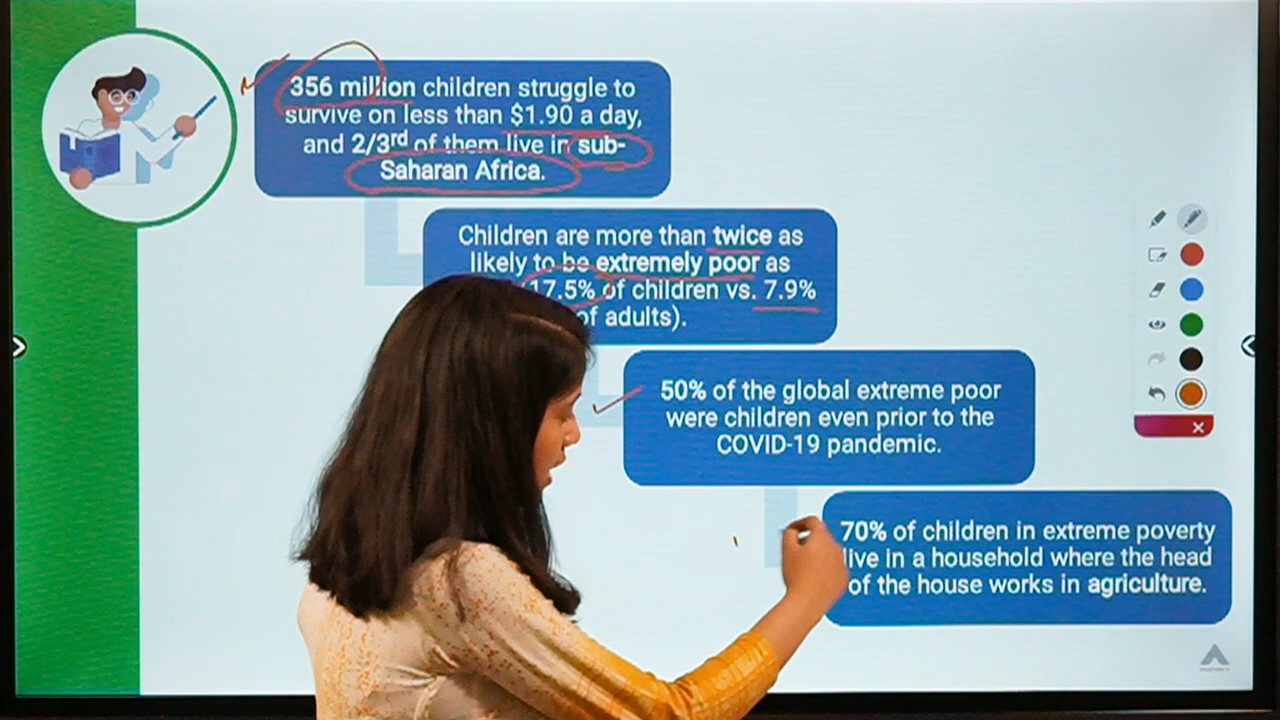 356 million children struggle to
survive on less than $1.90 a day,
and 2/3rd of them live in sub-
Saharan Africa.
Children are more than twice as
likely to be extremely poor as
17.5% of children vs. 7.9%
of adults).
50% of the global extreme poor
were children even prior to the
COVID-19 pandemic.
70% of children in extreme poverty
live in a household where the head
of the house works in agriculture.